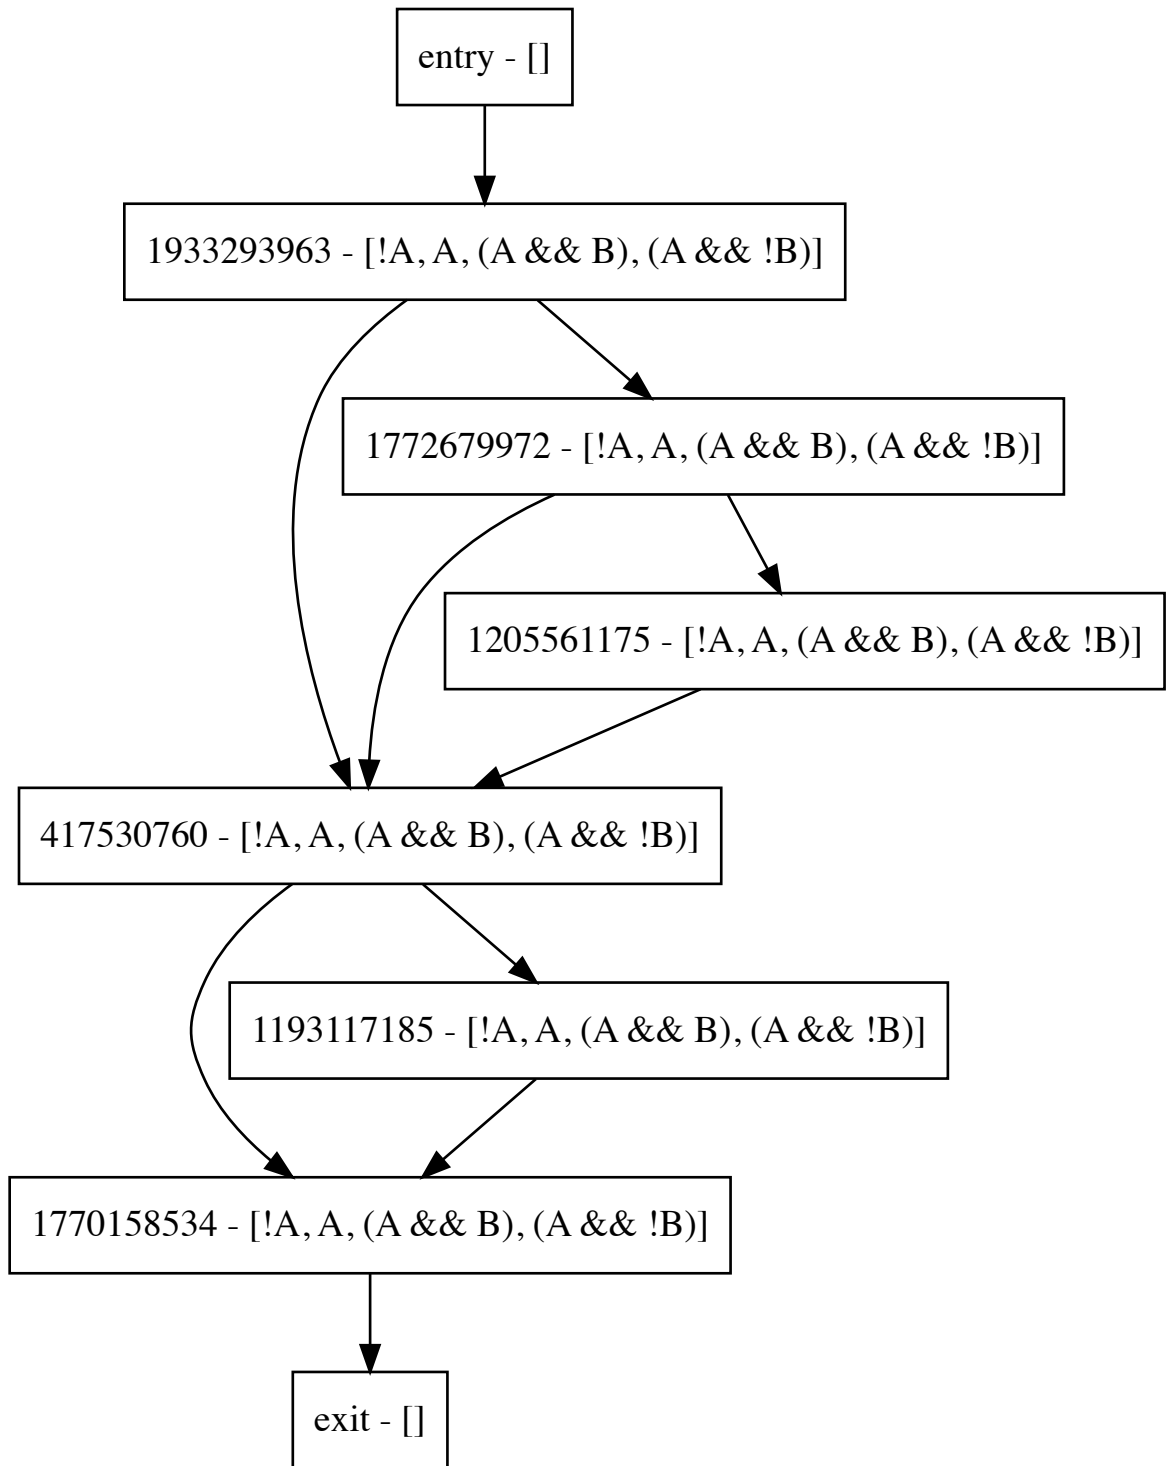 entry - []
1933293963 - [!A, A, (A && B), (A && !B)]
1772679972 - [!A, A, (A && B), (A && !B)]
1205561175 - [!A, A, (A && B), (A && !B)]
417530760 - [!A, A, (A && B), (A && !B)]
1193117185 - [!A, A, (A && B), (A && !B)]
1770158534 - [!A, A, (A && B), (A && !B)]
exit - []